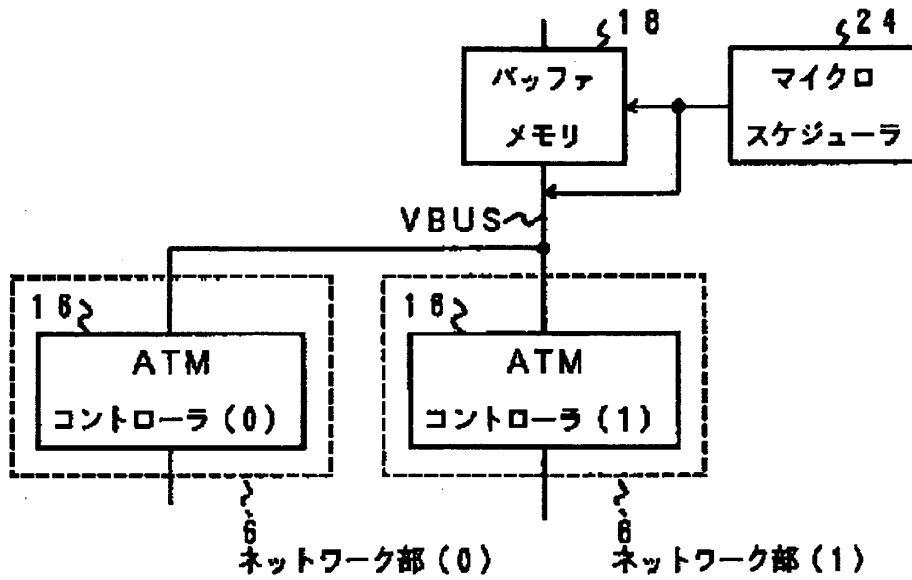 18
24
バッファ
メモリ
マイクロ
スケジューラ
VBUS
16
16
ATM
コントローラ(0)
ATM
コントローラ(1)
6
ネットワーク部(0)
6
ネットワーク部(1)